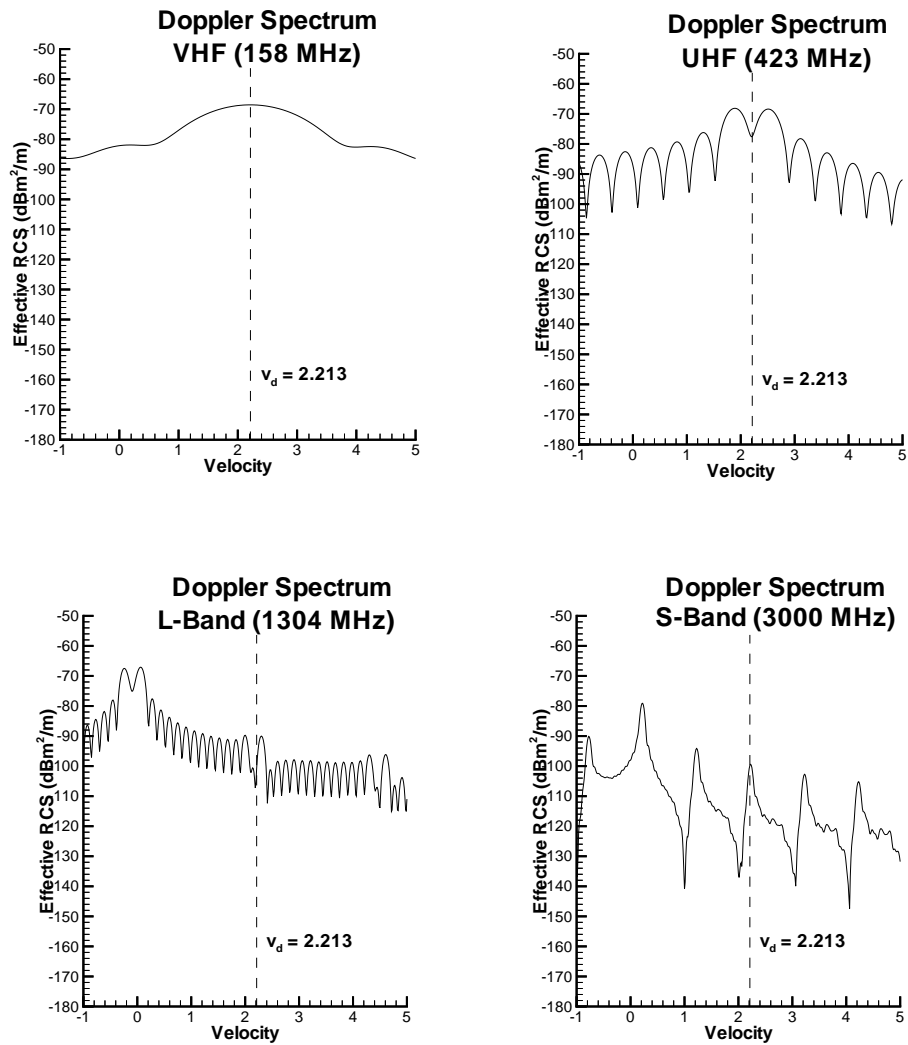 Doppler Spectrum
VHF (158 MHz)
-50
-60
-70
-80
-90
-100
-110
-120
-130
-140
-150
-160
-170
-180
Effective RCS (dBm²/m)
v_d = 2.213
-1 0 1 2 3 4 5
Velocity
Doppler Spectrum
UHF (423 MHz)
-50
-60
-70
-80
-90
-100
-110
-120
-130
-140
-150
-160
-170
-180
Effective RCS (dBm²/m)
v_d = 2.213
-1 0 1 2 3 4 5
Velocity
Doppler Spectrum
L-Band (1304 MHz)
-50
-60
-70
-80
-90
-100
-110
-120
-130
-140
-150
-160
-170
-180
Effective RCS (dBm²/m)
v_d = 2.213
-1 0 1 2 3 4 5
Velocity
Doppler Spectrum
S-Band (3000 MHz)
-50
-60
-70
-80
-90
-100
-110
-120
-130
-140
-150
-160
-170
-180
Effective RCS (dBm²/m)
v_d = 2.213
-1 0 1 2 3 4 5
Velocity